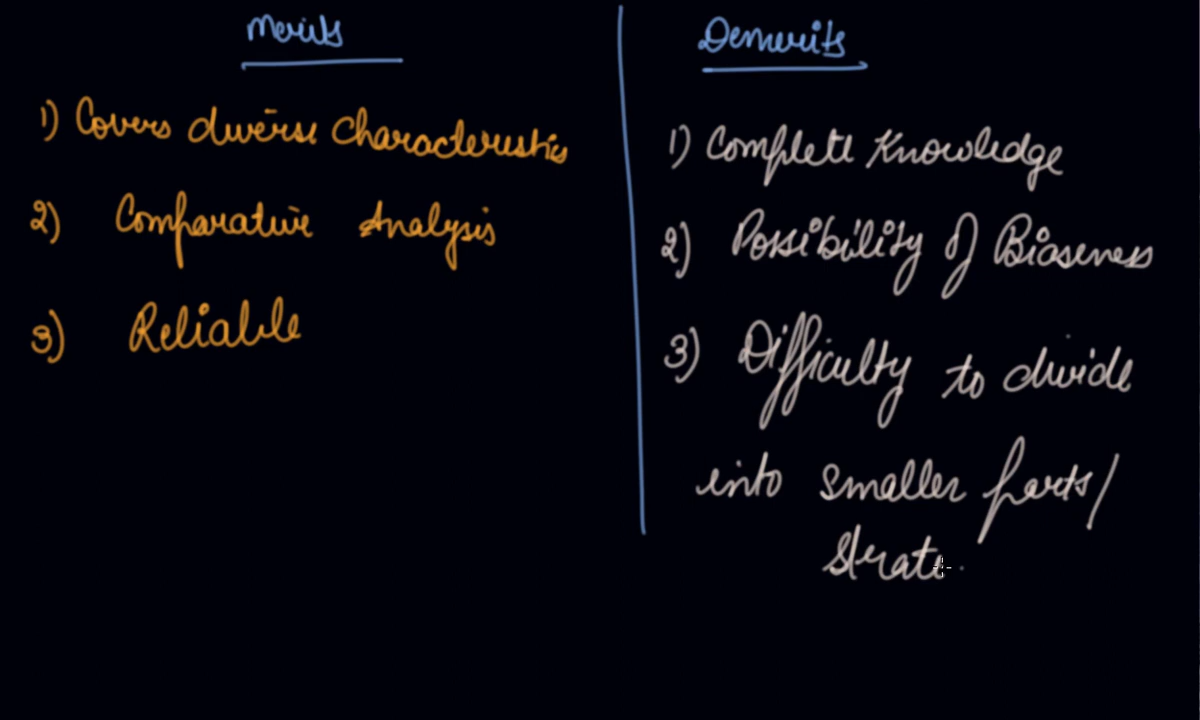 Merits
1) Covers diverse characteristics
2) Comparative Analysis
3) Reliable
Demerits
1) Complete Knowledge
2) Possibility of Biaseness
3) Difficulty to divide
into smaller parts/
strata